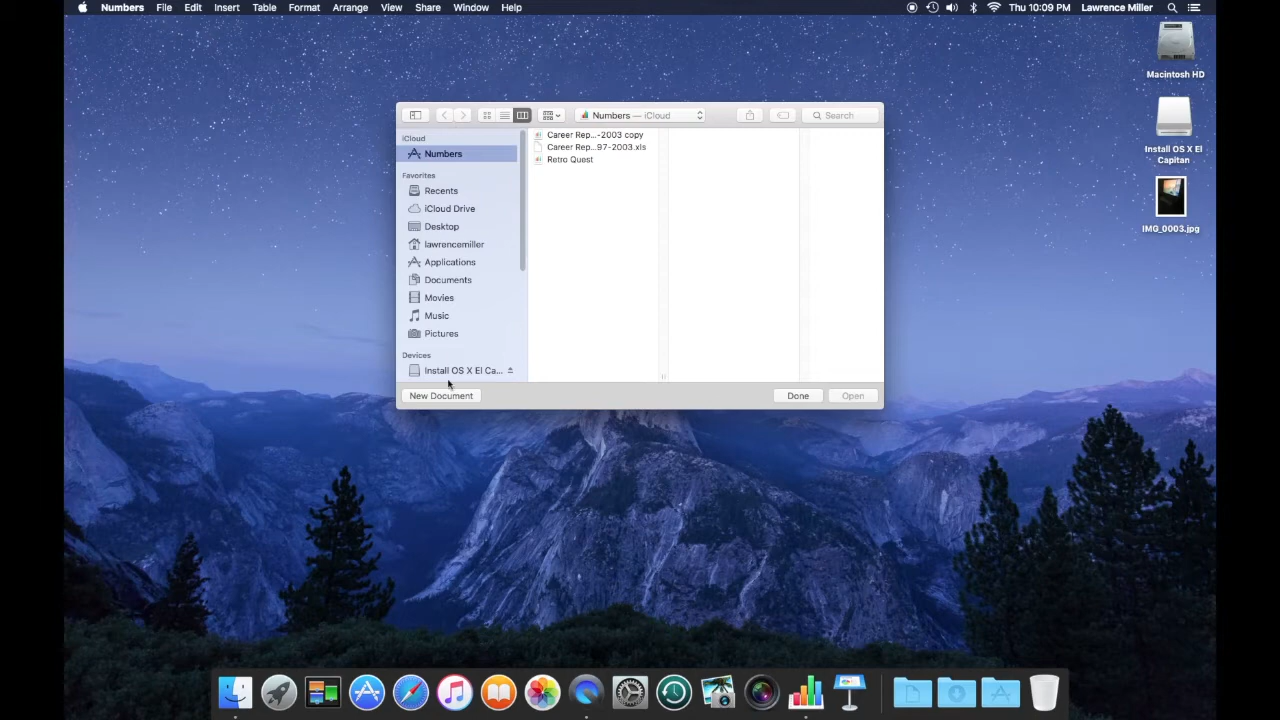 Numbers File Edit Insert Table Format Arrange View Share Window Help Thu 10:09 PM Lawrence Miller
Macintosh HD
Install OS X El
Capitan
IMG_0003.jpg
Numbers — iCloud Search
iCloud
Numbers
Favorites
Recents
iCloud Drive
Desktop
lawrencemiller
Applications
Documents
Movies
Music
Pictures
Devices
Install OS X El Ca...
Career Rep...-2003 copy
Career Rep...97-2003.xls
Retro Quest
New Document Done Open